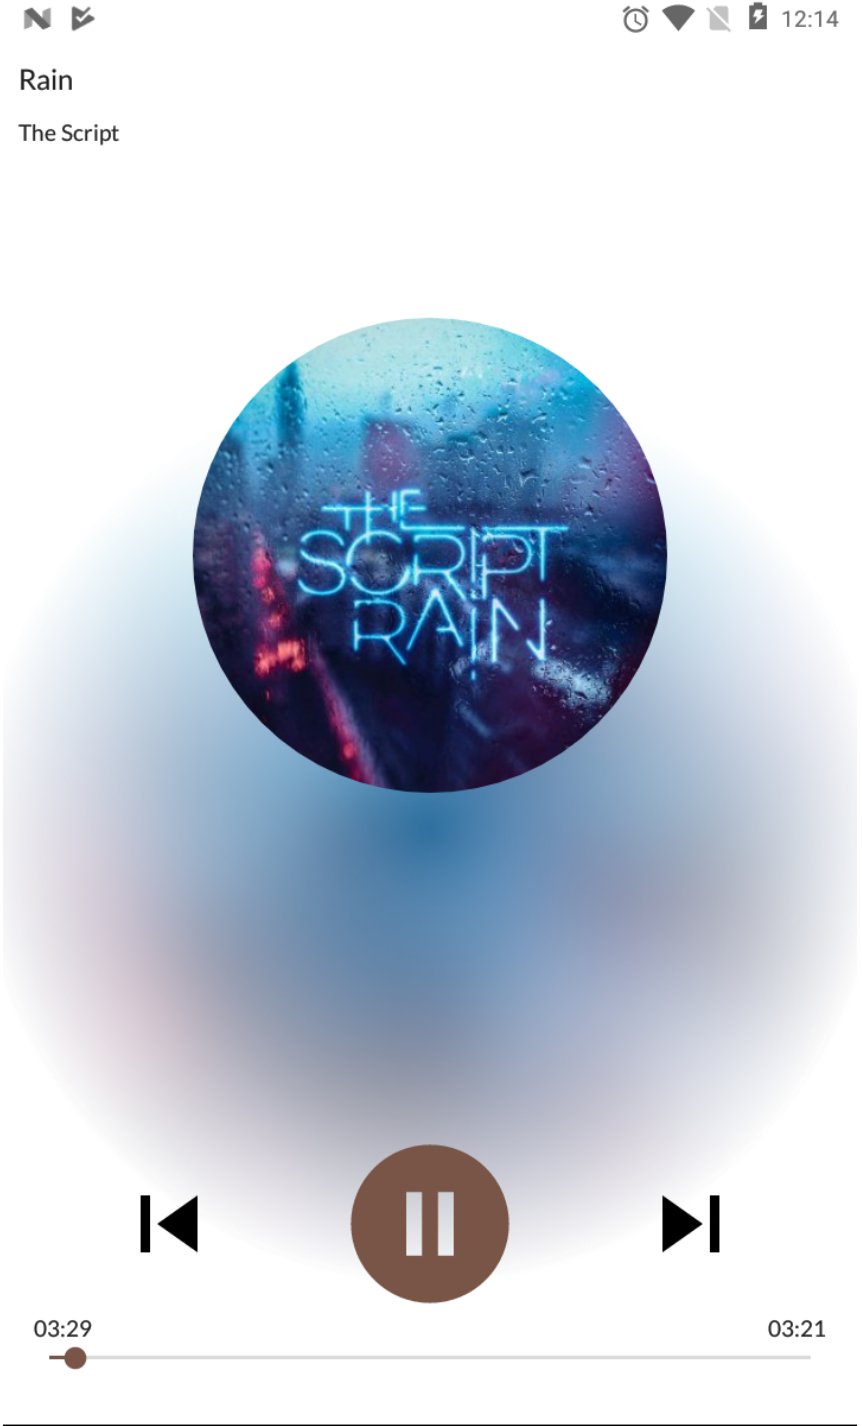 12:14
Rain
The Script
THE
SCRIPT
RAIN
03:29
03:21